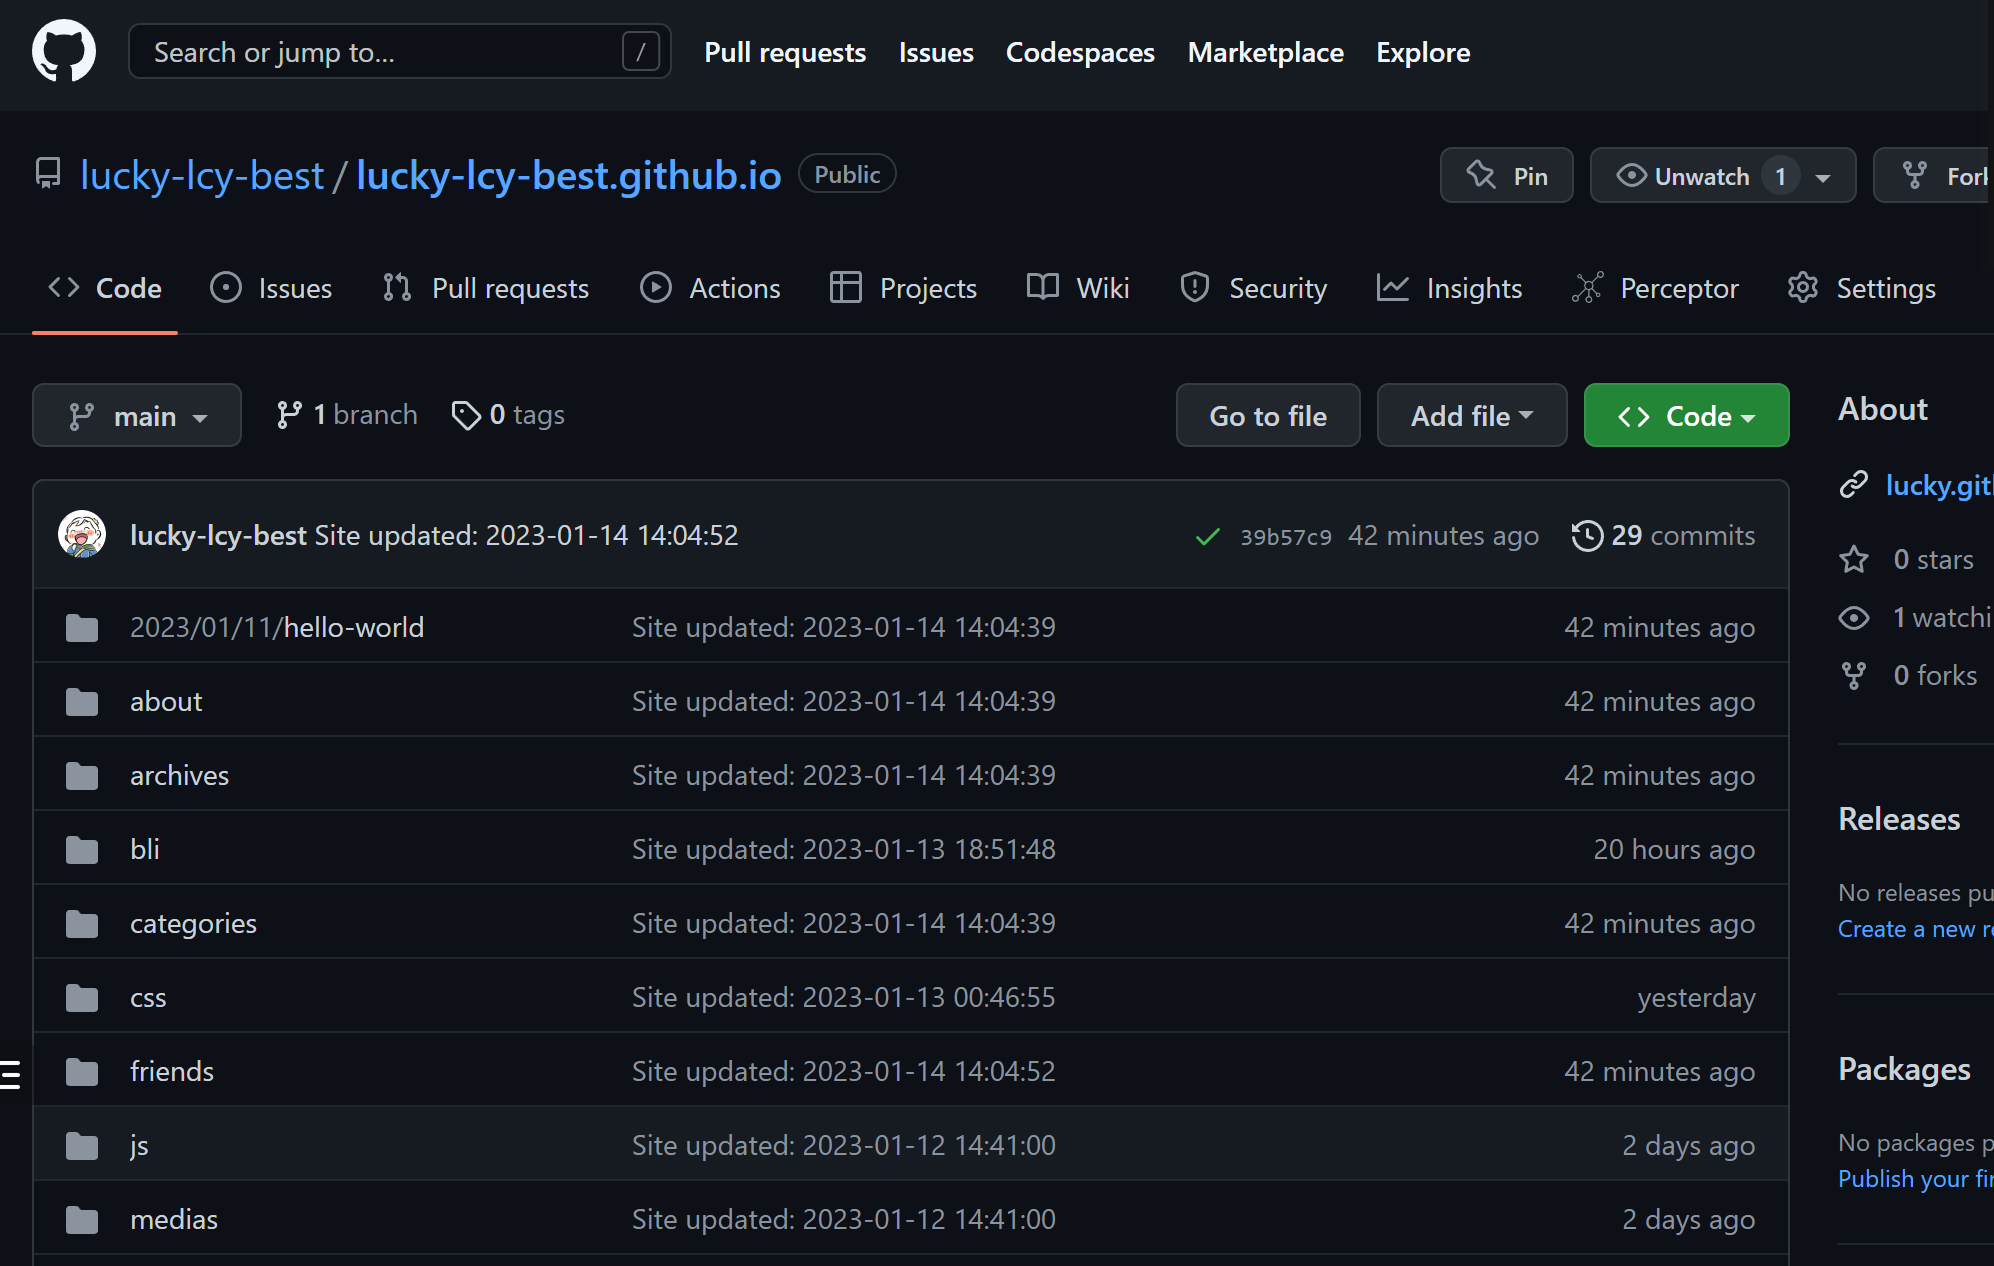 Search or jump to... /
Pull requests Issues Codespaces Marketplace Explore
lucky-lcy-best / lucky-lcy-best.github.io Public
Pin Unwatch 1 Fork
Code Issues Pull requests Actions Projects Wiki Security Insights Perceptor Settings
main 1 branch 0 tags Go to file Add file Code
lucky-lcy-best Site updated: 2023-01-14 14:04:52 39b57c9 42 minutes ago 29 commits
2023/01/11/hello-world Site updated: 2023-01-14 14:04:39 42 minutes ago
about Site updated: 2023-01-14 14:04:39 42 minutes ago
archives Site updated: 2023-01-14 14:04:39 42 minutes ago
bli Site updated: 2023-01-13 18:51:48 20 hours ago
categories Site updated: 2023-01-14 14:04:39 42 minutes ago
css Site updated: 2023-01-13 00:46:55 yesterday
friends Site updated: 2023-01-14 14:04:52 42 minutes ago
js Site updated: 2023-01-12 14:41:00 2 days ago
medias Site updated: 2023-01-12 14:41:00 2 days ago
About
lucky.git
0 stars
1 watchi
0 forks
Releases
No releases pu
Create a new re
Packages
No packages p
Publish your fir